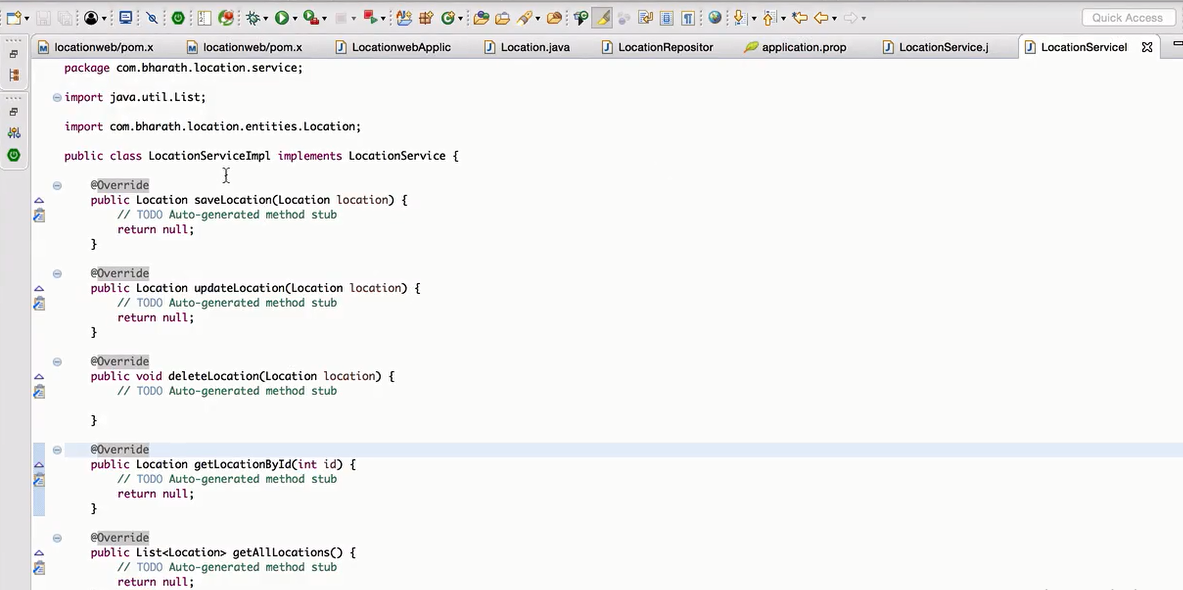 Quick Access
locationweb/pom.x
locationweb/pom.x
LocationwebApplic
Location.java
LocationRepositor
application.prop
LocationService.j
LocationServiceI
package com.bharath.location.service;
import java.util.List;
import com.bharath.location.entities.Location;
public class LocationServiceImpl implements LocationService {
@Override
public Location saveLocation(Location location) {
// TODO Auto-generated method stub
return null;
}
@Override
public Location updateLocation(Location location) {
// TODO Auto-generated method stub
return null;
}
@Override
public void deleteLocation(Location location) {
// TODO Auto-generated method stub
}
@Override
public Location getLocationById(int id) {
// TODO Auto-generated method stub
return null;
}
@Override
public List<Location> getAllLocations() {
// TODO Auto-generated method stub
return null;